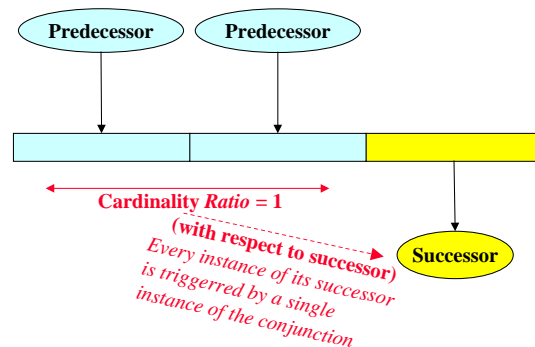 Predecessor Predecessor
Cardinality Ratio = 1
(with respect to successor)
Every instance of its successor
is trigerred by a single
instance of the conjunction
Successor